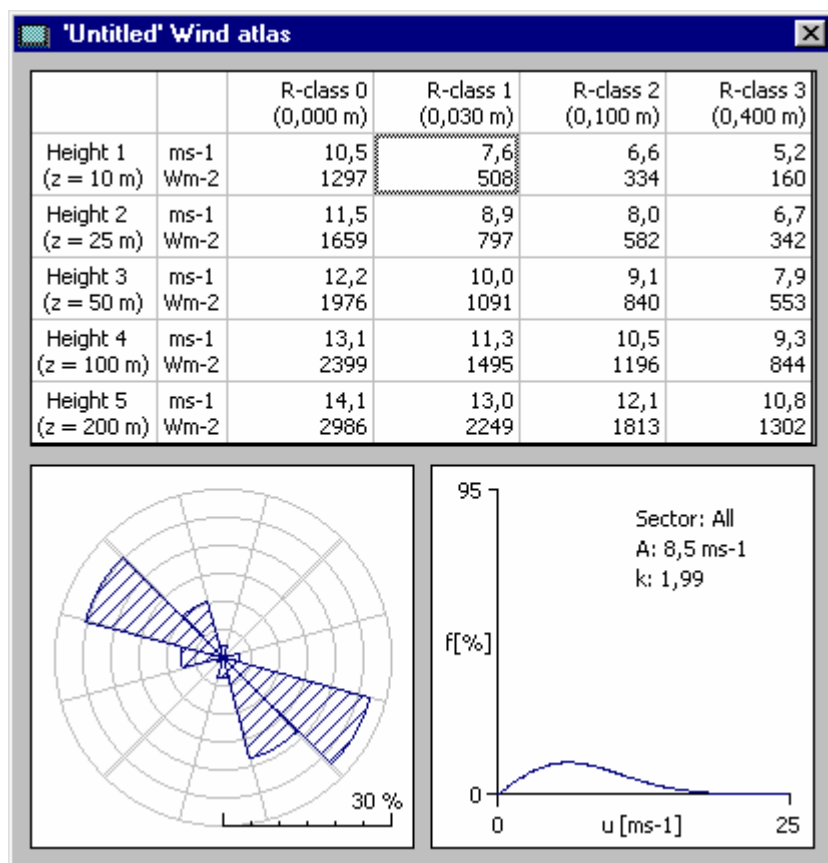 'Untitled' Wind atlas
R-class 0 R-class 1 R-class 2 R-class 3
(0,000 m) (0,030 m) (0,100 m) (0,400 m)
Height 1 ms-1 10,5 7,6 6,6 5,2
(z = 10 m) Wm-2 1297 508 334 160
Height 2 ms-1 11,5 8,9 8,0 6,7
(z = 25 m) Wm-2 1659 797 582 342
Height 3 ms-1 12,2 10,0 9,1 7,9
(z = 50 m) Wm-2 1976 1091 840 553
Height 4 ms-1 13,1 11,3 10,5 9,3
(z = 100 m) Wm-2 2399 1495 1196 844
Height 5 ms-1 14,1 13,0 12,1 10,8
(z = 200 m) Wm-2 2986 2249 1813 1302
30 %
95
Sector: All
A: 8,5 ms-1
k: 1,99
f[%]
0
0 u [ms-1] 25